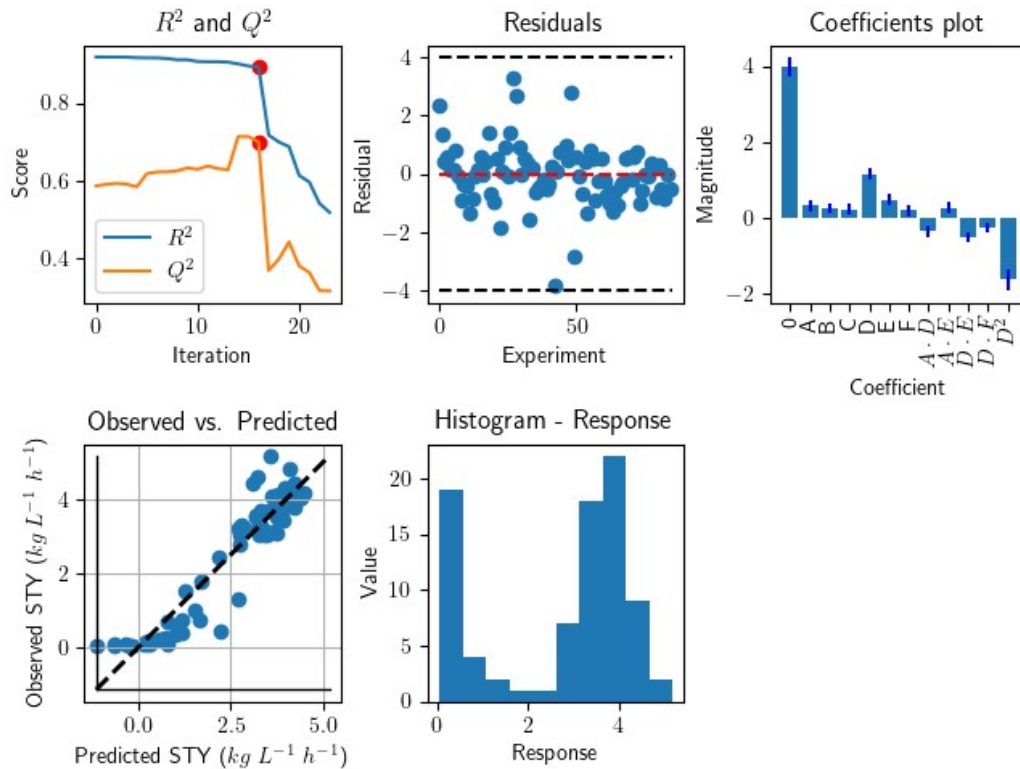 R² and Q²
Score
0.8
0.6
0.4
R²
Q²
0
10
20
Iteration
Residuals
Residual
4
2
0
−2
−4
0
50
Experiment
Coefficients plot
Magnitude
4
2
0
−2
0
A
B
C
D
E
F
A · D
A · E
D · E
D · F
D²
Coefficient
Observed vs. Predicted
Observed STY (kg L⁻¹ h⁻¹)
4
2
0
0.0
2.5
5.0
Predicted STY (kg L⁻¹ h⁻¹)
Histogram - Response
Value
20
15
10
5
0
0
2
4
Response